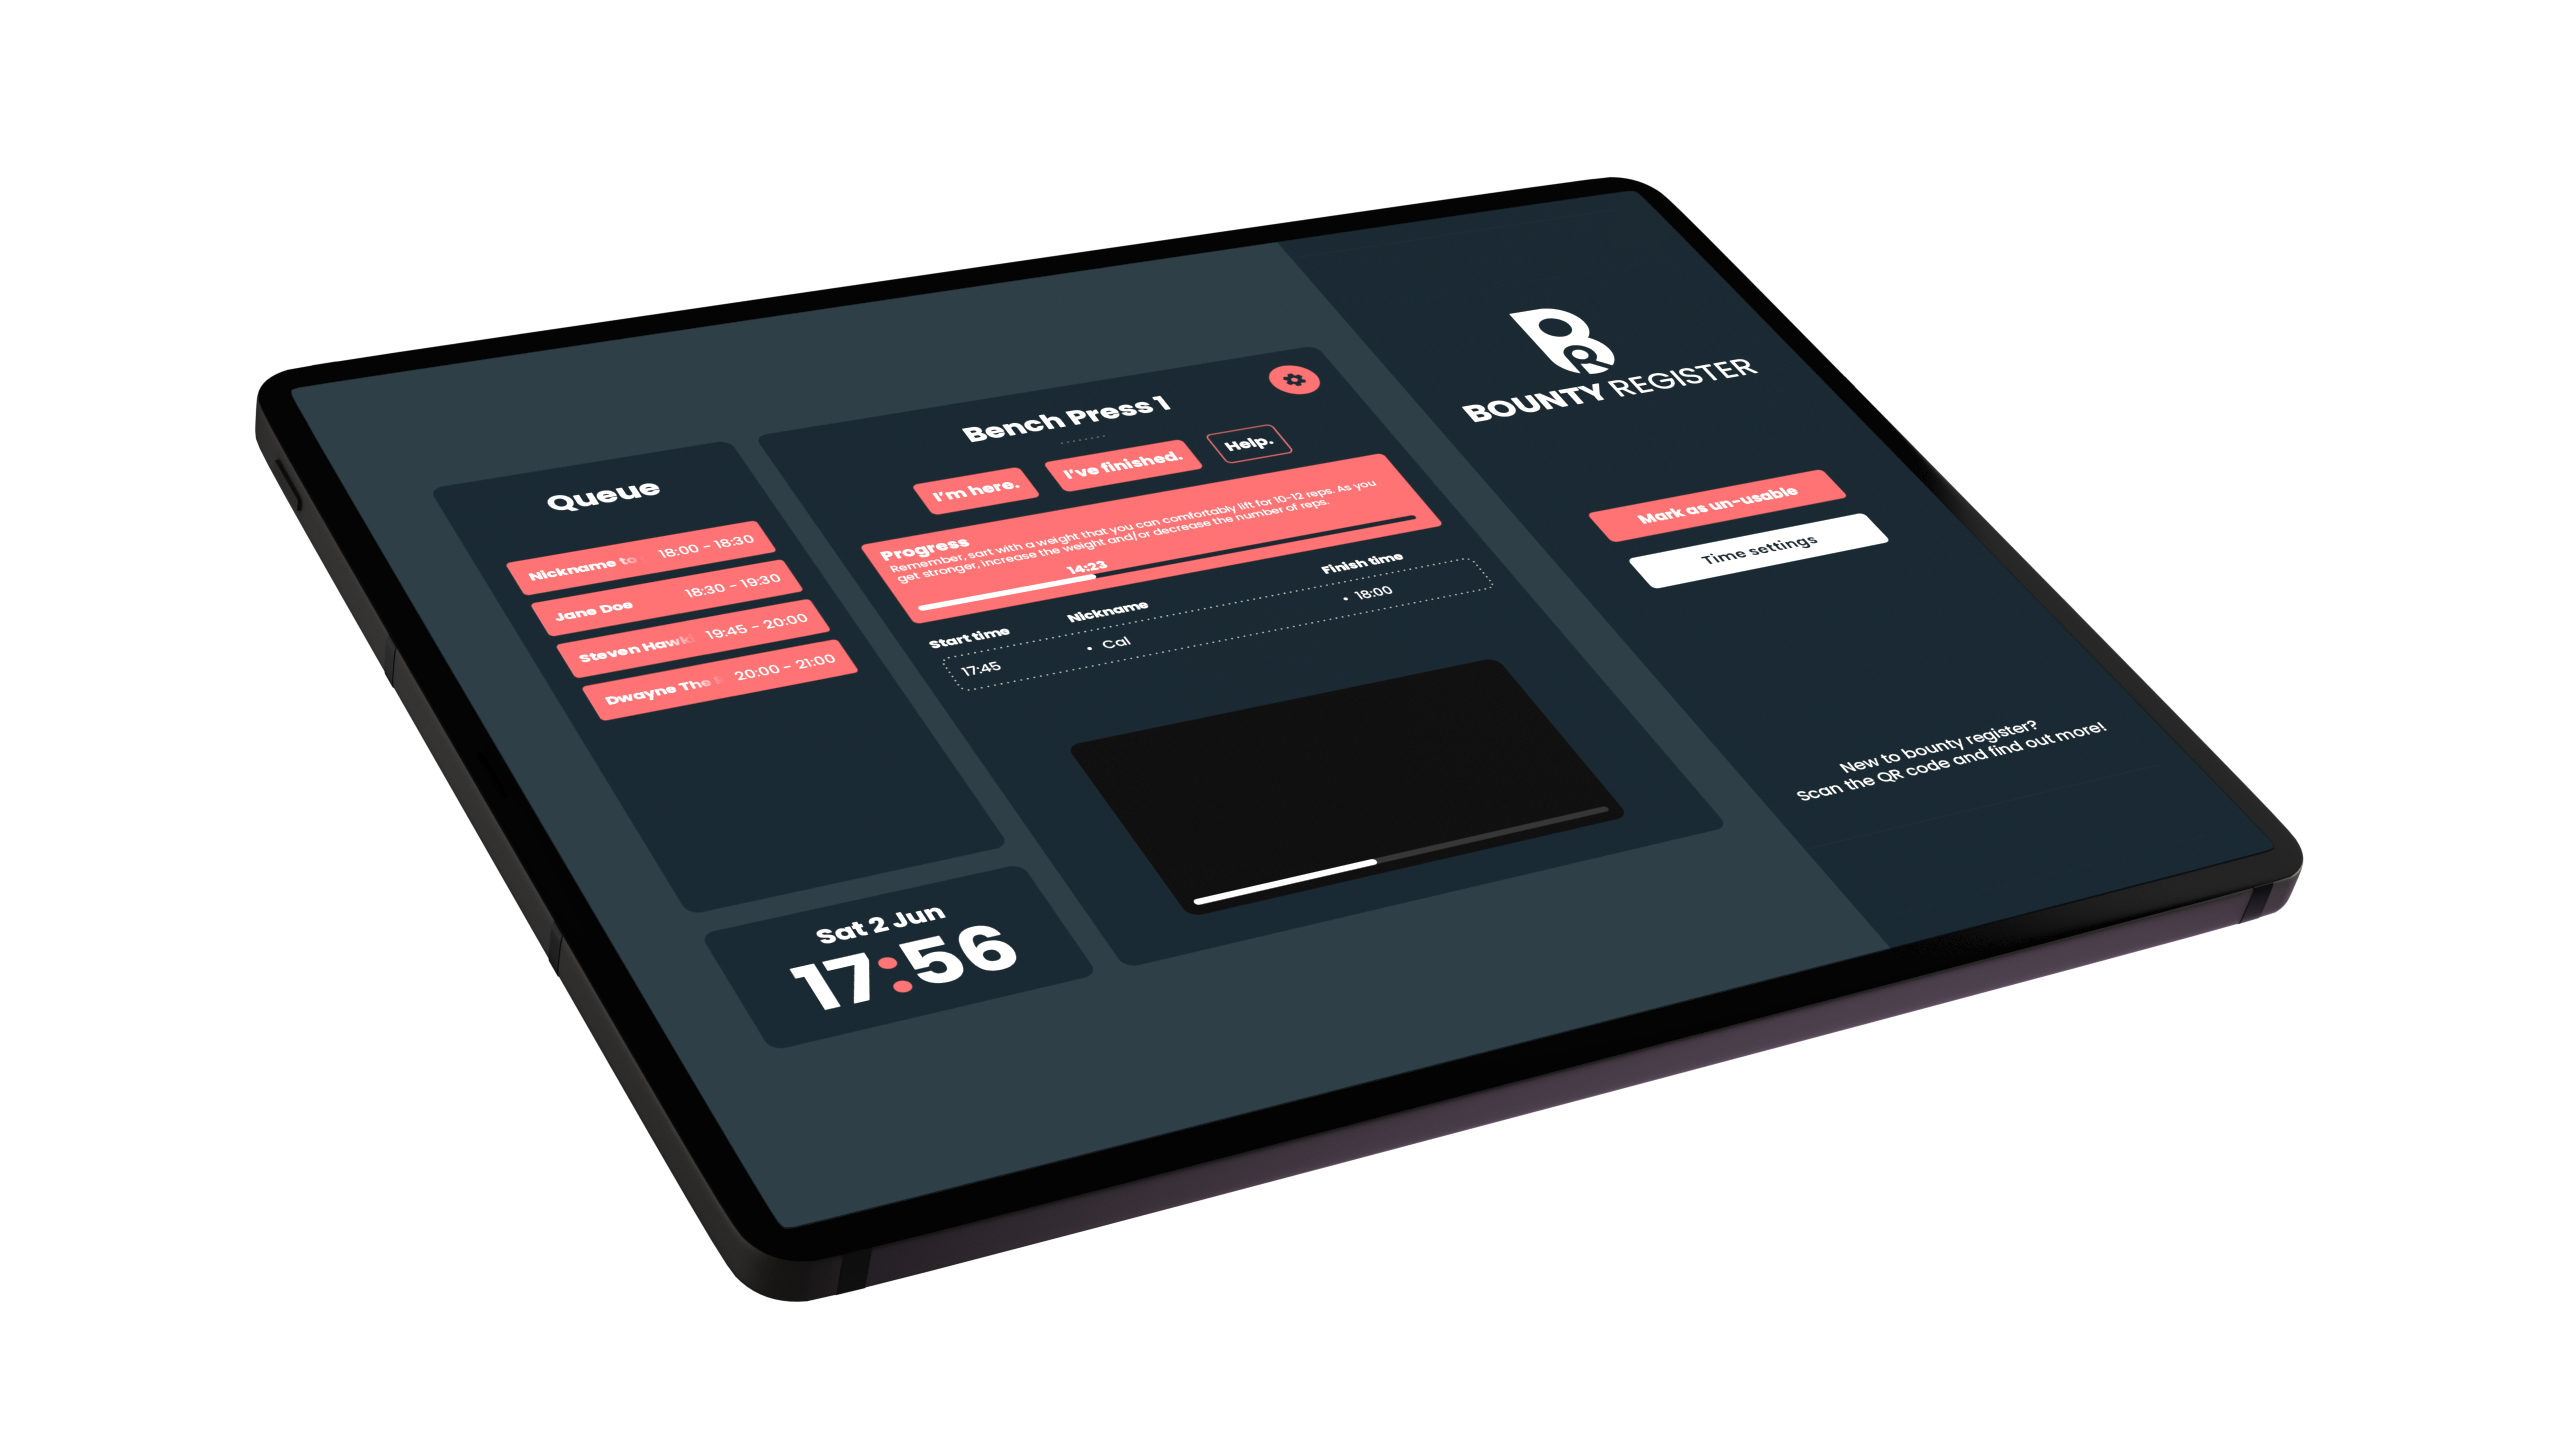 Queue
Nickname to 18:00 - 18:30
Jane Doe 18:30 - 19:30
Steven Hawki 19:45 - 20:00
Dwayne The 20:00 - 21:00
Sat 2 Jun
17:56
Bench Press 1
I'm here. I've finished. Help.
Progress
Remember, sart with a weight that you can comfortably lift for 10-12 reps. As you
get stronger, increase the weight and/or decrease the number of reps.
14:23
Start time Nickname Finish time
17:45 • Cal • 18:00
BR
BOUNTY REGISTER
Mark as un-usable
Time settings
New to bounty register?
Scan the QR code and find out more!